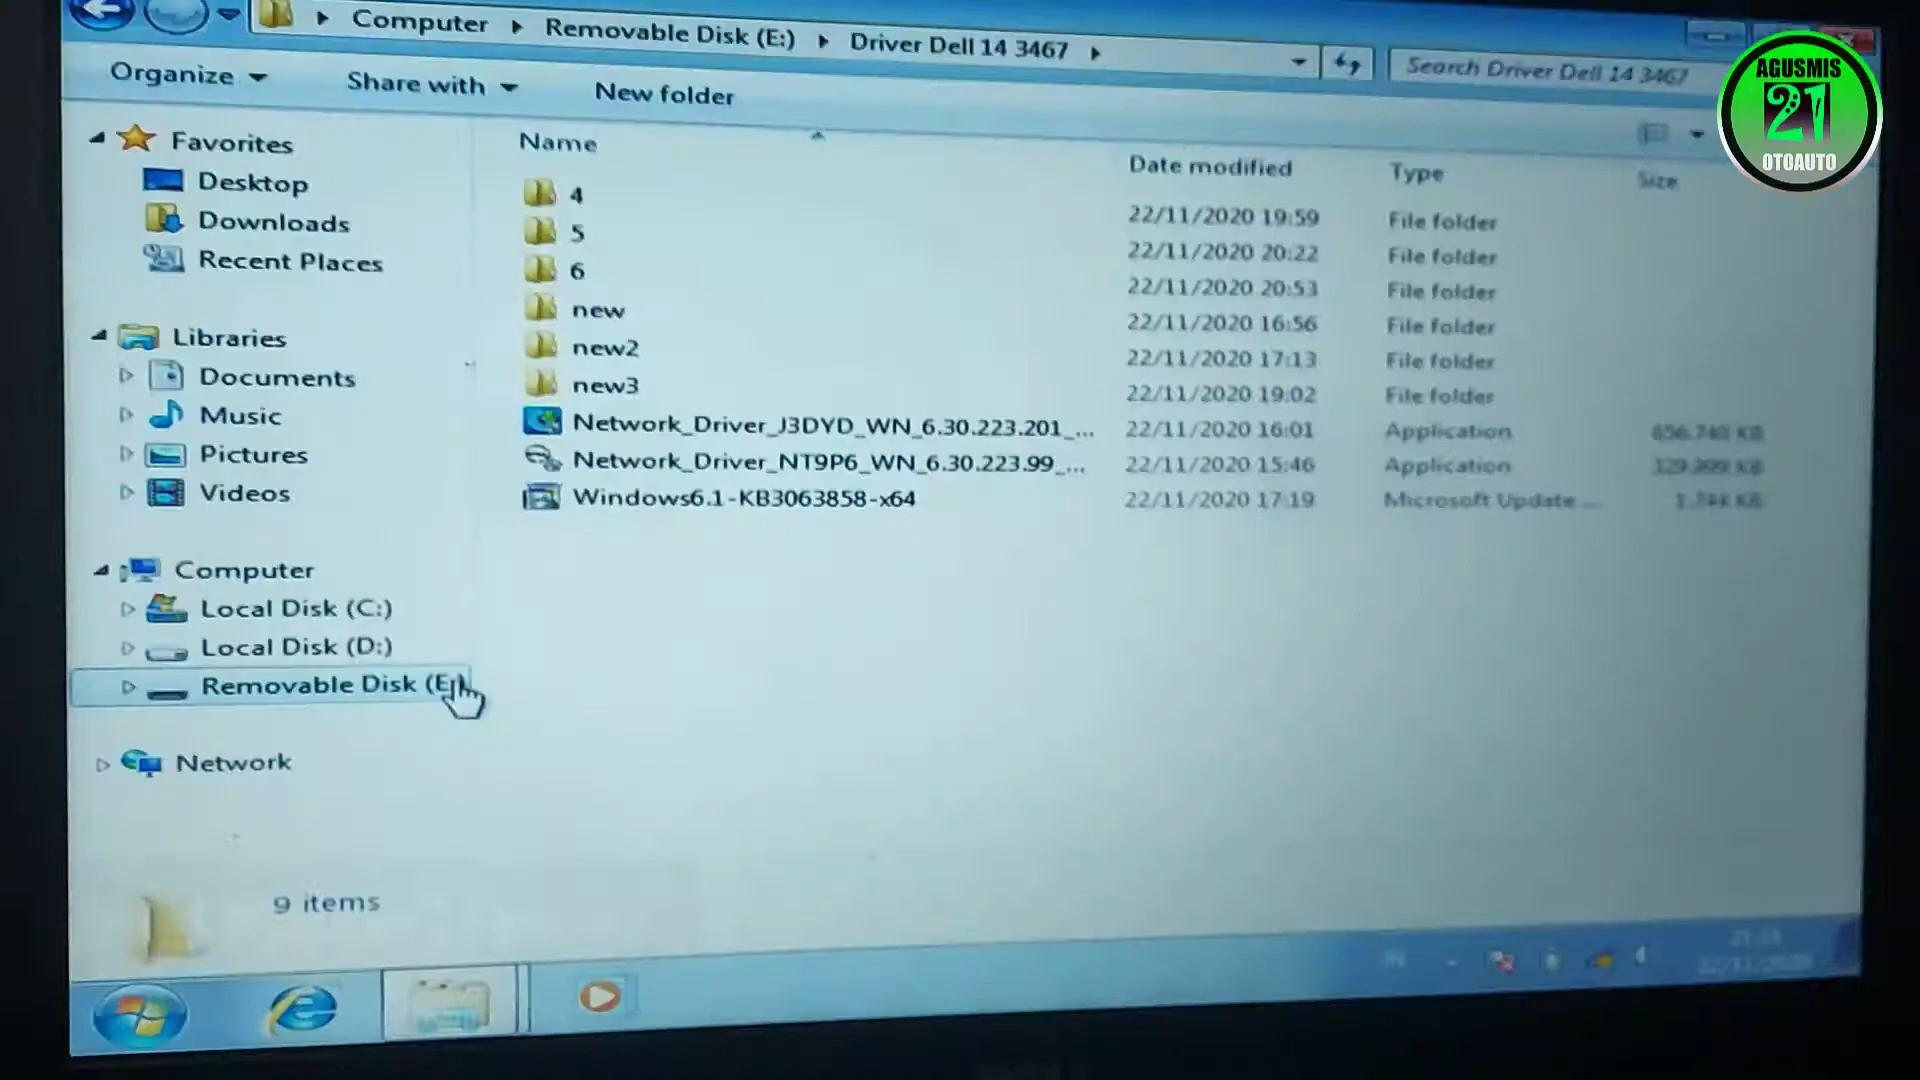 Computer Removable Disk (E:) Driver Dell 14 3467
Search Driver Dell 14 3467
AGUSMIS
21
OTOAUTO
Organize Share with New folder
Name Date modified Type Size
4 22/11/2020 19:59 File folder
5 22/11/2020 20:22 File folder
6 22/11/2020 20:53 File folder
new 22/11/2020 16:56 File folder
new2 22/11/2020 17:13 File folder
new3 22/11/2020 19:02 File folder
Network_Driver_J3DYD_WN_6.30.223.201_... 22/11/2020 16:01 Application
Network_Driver_NT9P6_WN_6.30.223.99_... 22/11/2020 15:46 Application
Windows6.1-KB3063858-x64 22/11/2020 17:19 Microsoft Update ...
Favorites
Desktop
Downloads
Recent Places
Libraries
Documents
Music
Pictures
Videos
Computer
Local Disk (C:)
Local Disk (D:)
Removable Disk (E:)
Network
9 items